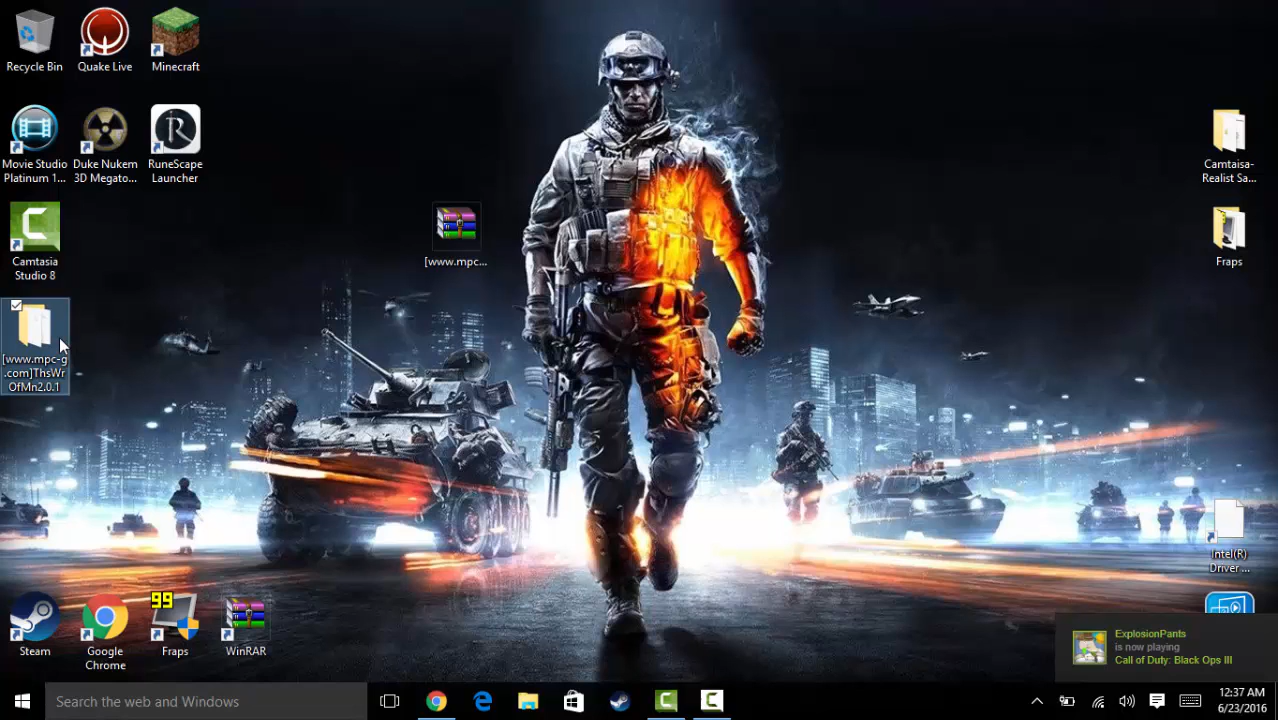 Recycle Bin
Quake Live
Minecraft
Movie Studio
Platinum 1...
Duke Nukem
3D Megato...
RuneScape
Launcher
Camtasia
Studio 8
[www.mpc-g
.com]ThsWr
OfMn2.0.1
[www.mpc...
Camtaisa-
Realist Sa...
Fraps
Intel(R)
Driver ...
Steam
Google
Chrome
99
Fraps
WinRAR
ExplosionPants
is now playing
Call of Duty: Black Ops III
Search the web and Windows
12:37 AM
6/23/2016